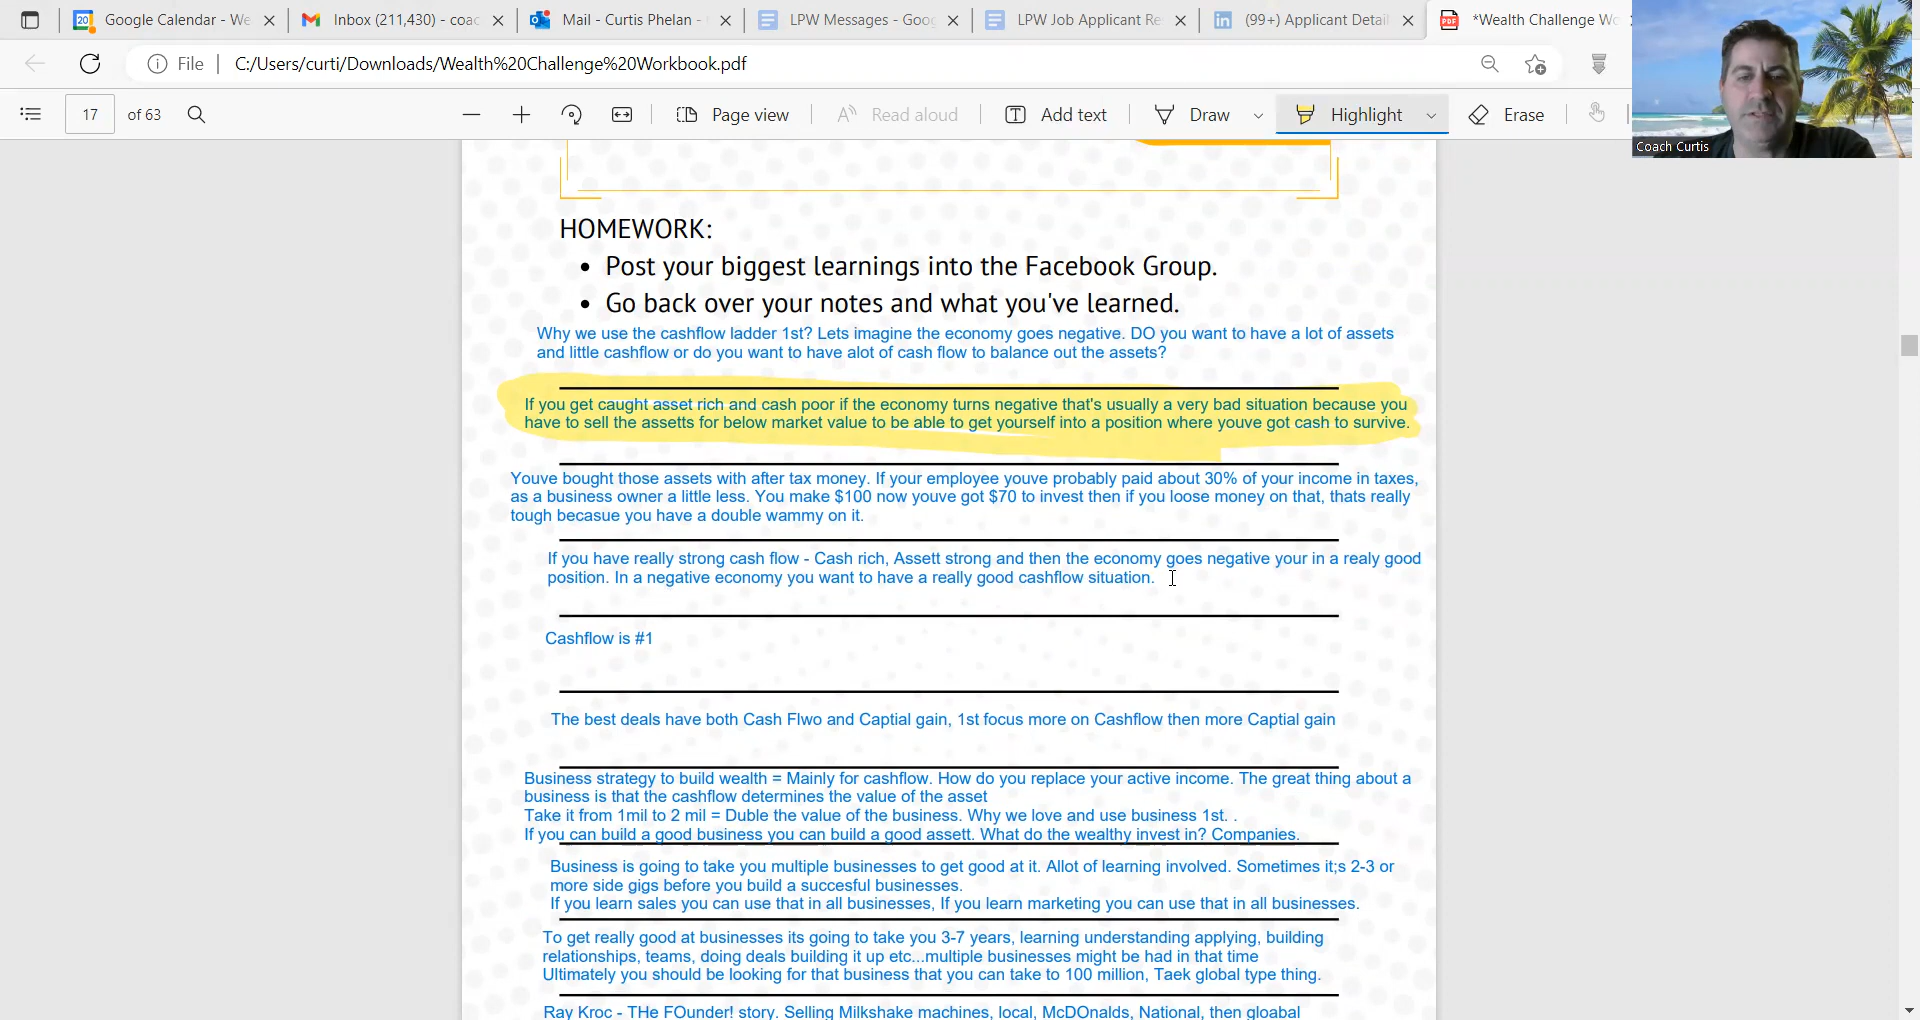 Google Calendar - We
Inbox (211,430) - coac
Mail - Curtis Phelan -
LPW Messages - Goog
LPW Job Applicant Re
(99+) Applicant Detail
*Wealth Challenge Wo
File
C:/Users/curti/Downloads/Wealth%20Challenge%20Workbook.pdf
17 of 63
Page view
Read aloud
Add text
Draw
Highlight
Erase
Coach Curtis
HOMEWORK:
• Post your biggest learnings into the Facebook Group.
• Go back over your notes and what you've learned.
Why we use the cashflow ladder 1st? Lets imagine the economy goes negative. DO you want to have a lot of assets
and little cashflow or do you want to have alot of cash flow to balance out the assets?
If you get caught asset rich and cash poor if the economy turns negative that's usually a very bad situation because you
have to sell the assetts for below market value to be able to get yourself into a position where youve got cash to survive.
Youve bought those assets with after tax money. If your employee youve probably paid about 30% of your income in taxes,
as a business owner a little less. You make $100 now youve got $70 to invest then if you loose money on that, thats really
tough becasue you have a double wammy on it.
If you have really strong cash flow - Cash rich, Assett strong and then the economy goes negative your in a realy good
position. In a negative economy you want to have a really good cashflow situation.
Cashflow is #1
The best deals have both Cash Flwo and Captial gain, 1st focus more on Cashflow then more Captial gain
Business strategy to build wealth = Mainly for cashflow. How do you replace your active income. The great thing about a
business is that the cashflow determines the value of the asset
Take it from 1mil to 2 mil = Duble the value of the business. Why we love and use business 1st. .
If you can build a good business you can build a good assett. What do the wealthy invest in? Companies.
Business is going to take you multiple businesses to get good at it. Allot of learning involved. Sometimes it;s 2-3 or
more side gigs before you build a succesful businesses.
If you learn sales you can use that in all businesses, If you learn marketing you can use that in all businesses.
To get really good at businesses its going to take you 3-7 years, learning understanding applying, building
relationships, teams, doing deals building it up etc...multiple businesses might be had in that time
Ultimately you should be looking for that business that you can take to 100 million, Taek global type thing.
Ray Kroc - THe FOunder! story. Selling Milkshake machines, local, McDOnalds, National, then gloabal